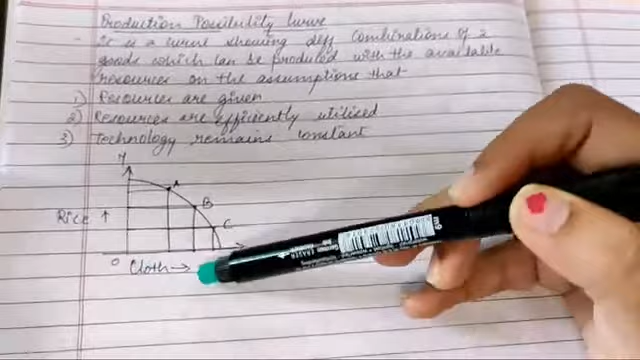 Production Possibility Curve
- It is a curve showing diff combinations of 2
goods which can be produced with the available
resources on the assumptions that
1) Resources are given
2) Resources are efficiently utilised
3) Technology remains constant
Y
A
B
Rice ↑
C
O
Cloth →
ERASER